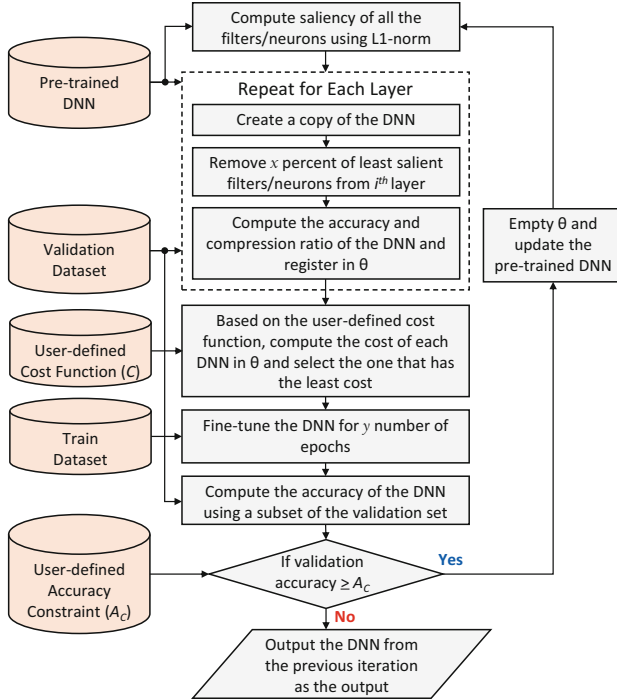 Compute saliency of all the
filters/neurons using L1-norm
Pre-trained
DNN
Repeat for Each Layer
Create a copy of the DNN
Remove x percent of least salient
filters/neurons from ith layer
Compute the accuracy and
compression ratio of the DNN and
register in θ
Validation
Dataset
Empty θ and
update the
pre-trained DNN
User-defined
Cost Function (C)
Based on the user-defined cost
function, compute the cost of each
DNN in θ and select the one that has
the least cost
Train
Dataset
Fine-tune the DNN for y number of
epochs
Compute the accuracy of the DNN
using a subset of the validation set
User-defined
Accuracy
Constraint (AC)
If validation
accuracy ≥ AC
Yes
No
Output the DNN from
the previous iteration
as the output